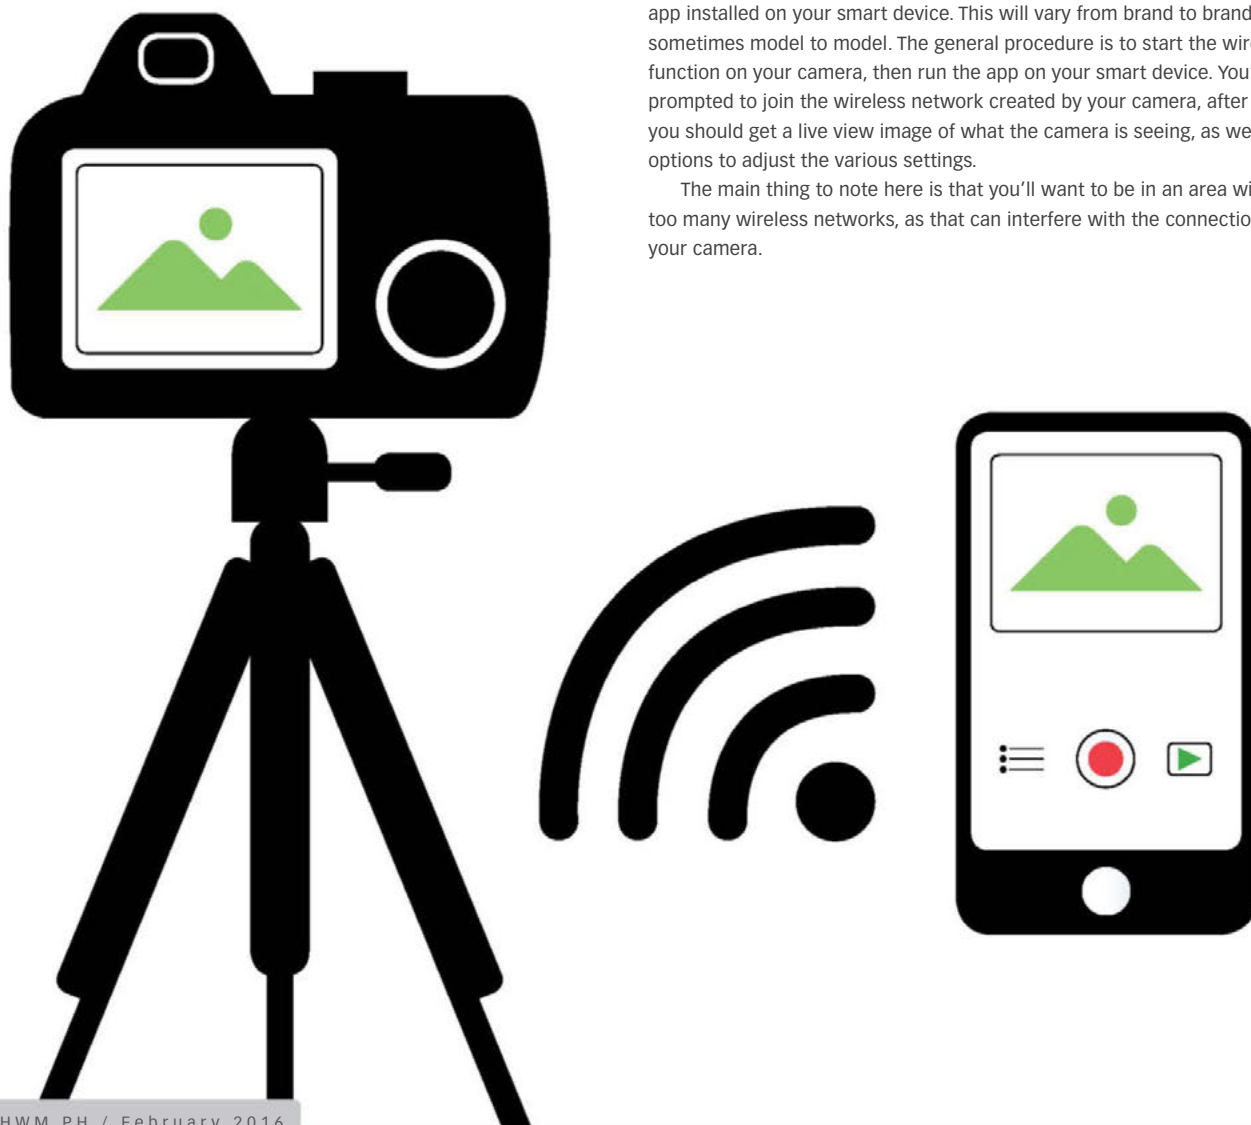 app installed on your smart device. This will vary from brand to brand
sometimes model to model. The general procedure is to start the
function on your camera, then run the app on your smart device.
prompted to join the wireless network created by your camera, after
you should get a live view image of what the camera is seeing, as
options to adjust the various settings.
The main thing to note here is that you'll want to be in an area
too many wireless networks, as that can interfere with the connection
your camera.
HWM PH / February 2016